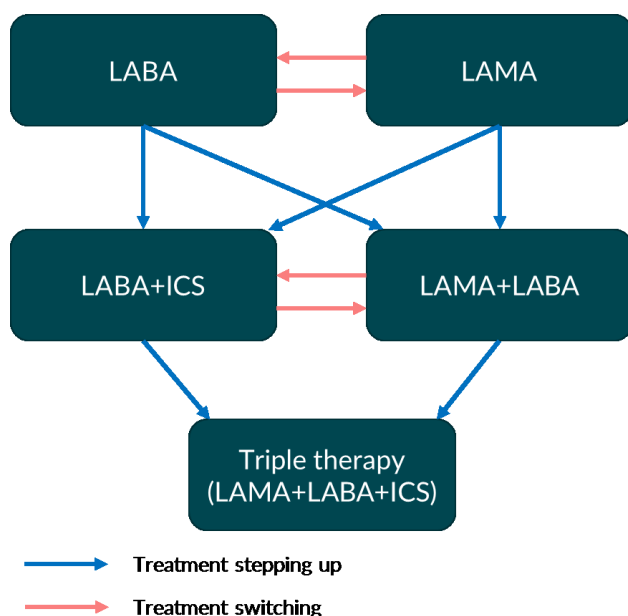 LABA
LAMA
LABA+ICS
LAMA+LABA
Triple therapy
(LAMA+LABA+ICS)
Treatment stepping up
Treatment switching